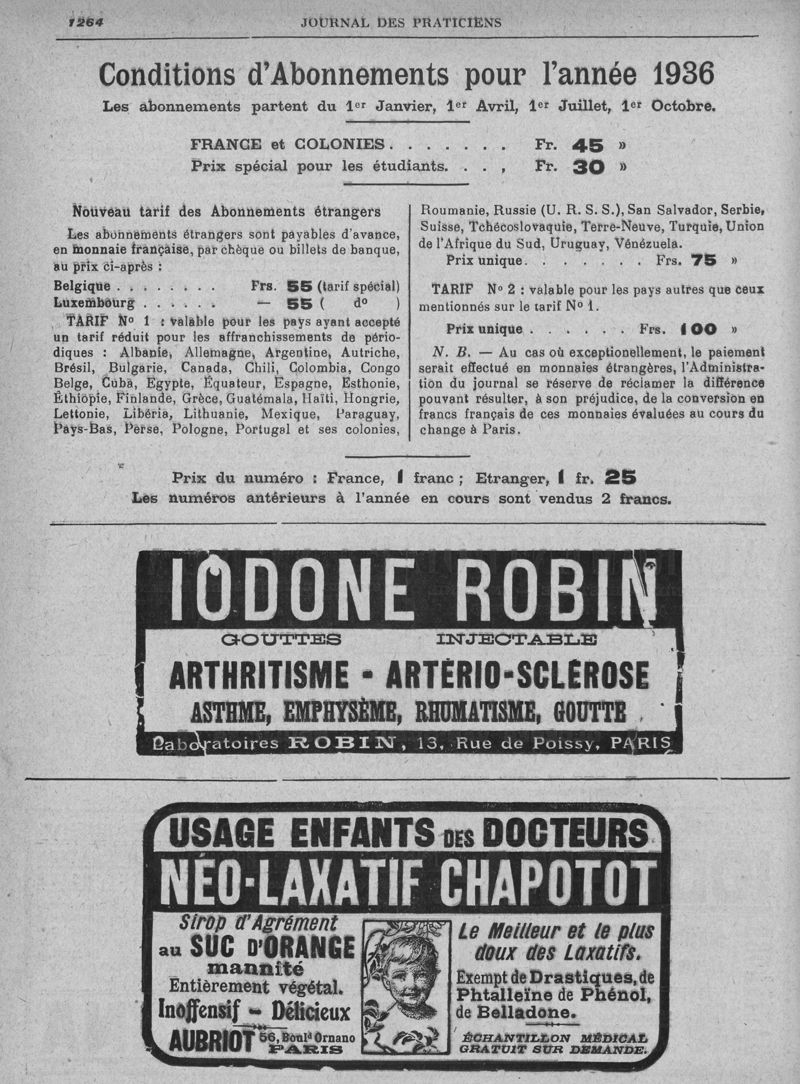 1264
JOURNAL DES PRATICIENS
Conditions d'Abonnements pour l'année 1936
Les abonnements partent du 1er Janvier, 1er Avril, 1er Juillet, 1er Octobre.
FRANCE et COLONIES . . . . . . . Fr. 45 »
Prix spécial pour les étudiants. . . , Fr. 30 »
Nouveau tarif des Abonnements étrangers
Les abonnements étrangers sont payables d'avance,
en monnaie française, par chèque ou billets de banque,
au prix ci-après :
Belgique . . . . . . . . Frs. 55 (tarif spécial)
Luxembourg . . . . . . — 55 ( do )
TARIF No 1 : valable pour les pays ayant accepté
un tarif réduit pour les affranchissements de pério-
diques : Albanie, Allemagne, Argentine, Autriche,
Brésil, Bulgarie, Canada, Chili, Colombia, Congo
Belge, Cuba, Egypte, Équateur, Espagne, Esthonie,
Éthiopie, Finlande, Grèce, Guatémala, Haïti, Hongrie,
Lettonie, Libéria, Lithuanie, Mexique, Paraguay,
Pays-Bas, Perse, Pologne, Portugal et ses colonies,
Roumanie, Russie (U. R. S. S.), San Salvador, Serbie,
Suisse, Tchécoslovaquie, Terre-Neuve, Turquie, Union
de l'Afrique du Sud, Uruguay, Vénézuela.
Prix unique. . . . . . . Frs. 75 »
TARIF No 2 : valable pour les pays autres que ceux
mentionnés sur le tarif No 1.
Prix unique . . . . . . Frs. 100 »
N. B. — Au cas où exceptionellement, le paiement
serait effectué en monnaies étrangères, l'Administra-
tion du journal se réserve de réclamer la différence
pouvant résulter, à son préjudice, de la conversion en
francs français de ces monnaies évaluées au cours du
change à Paris.
Prix du numéro : France, 1 franc ; Etranger, 1 fr. 25
Les numéros antérieurs à l'année en cours sont vendus 2 francs.
IODONE ROBIN
GOUTTES INJECTABLE
ARTHRITISME - ARTÉRIO-SCLÉROSE
ASTHME, EMPHYSÈME, RHUMATISME, GOUTTE
Laboratoires ROBIN, 13, Rue de Poissy, PARIS
USAGE ENFANTS DES DOCTEURS
NÉO-LAXATIF CHAPOTOT
Sirop d'Agrément
au SUC D'ORANGE
mannité
Entièrement végétal.
Inoffensif - Délicieux
AUBRIOT 56, Bould Ornano
PARIS
Le Meilleur et le plus
doux des Laxatifs.
Exempt de Drastiques, de
Phtalleïne de Phénol,
de Belladone.
ÉCHANTILLON MÉDICAL
GRATUIT SUR DEMANDE.